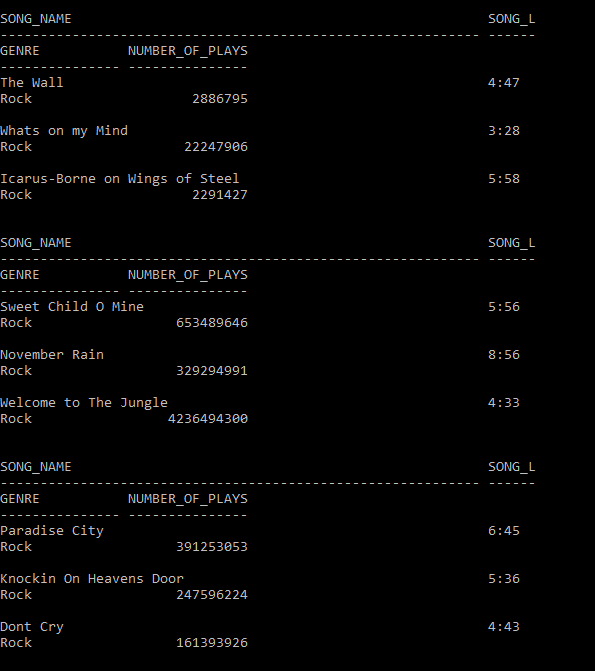 SONG_NAME SONG_L
------------------------------------------------------------ ------
GENRE NUMBER_OF_PLAYS
--------------- ---------------
The Wall 4:47
Rock 2886795
Whats on my Mind 3:28
Rock 22247906
Icarus-Borne on Wings of Steel 5:58
Rock 2291427
SONG_NAME SONG_L
------------------------------------------------------------ ------
GENRE NUMBER_OF_PLAYS
--------------- ---------------
Sweet Child O Mine 5:56
Rock 653489646
November Rain 8:56
Rock 329294991
Welcome to The Jungle 4:33
Rock 4236494300
SONG_NAME SONG_L
------------------------------------------------------------ ------
GENRE NUMBER_OF_PLAYS
--------------- ---------------
Paradise City 6:45
Rock 391253053
Knockin On Heavens Door 5:36
Rock 247596224
Dont Cry 4:43
Rock 161393926